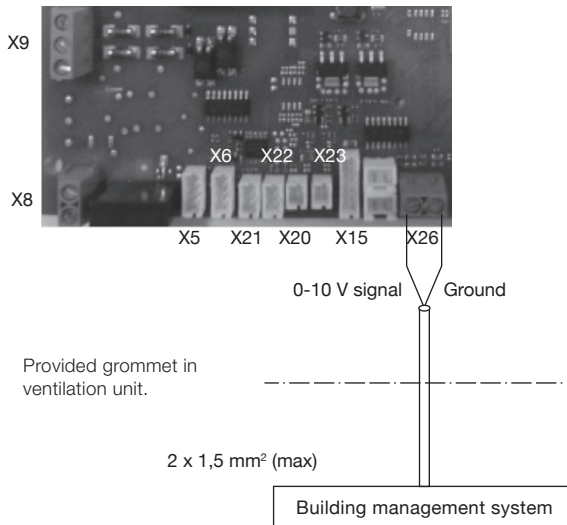 X9
X6
X22
X23
X8
X5
X21
X20
X15
X26
0-10 V signal
Ground
Provided grommet in
ventilation unit.
2 x 1,5 mm² (max)
Building management system